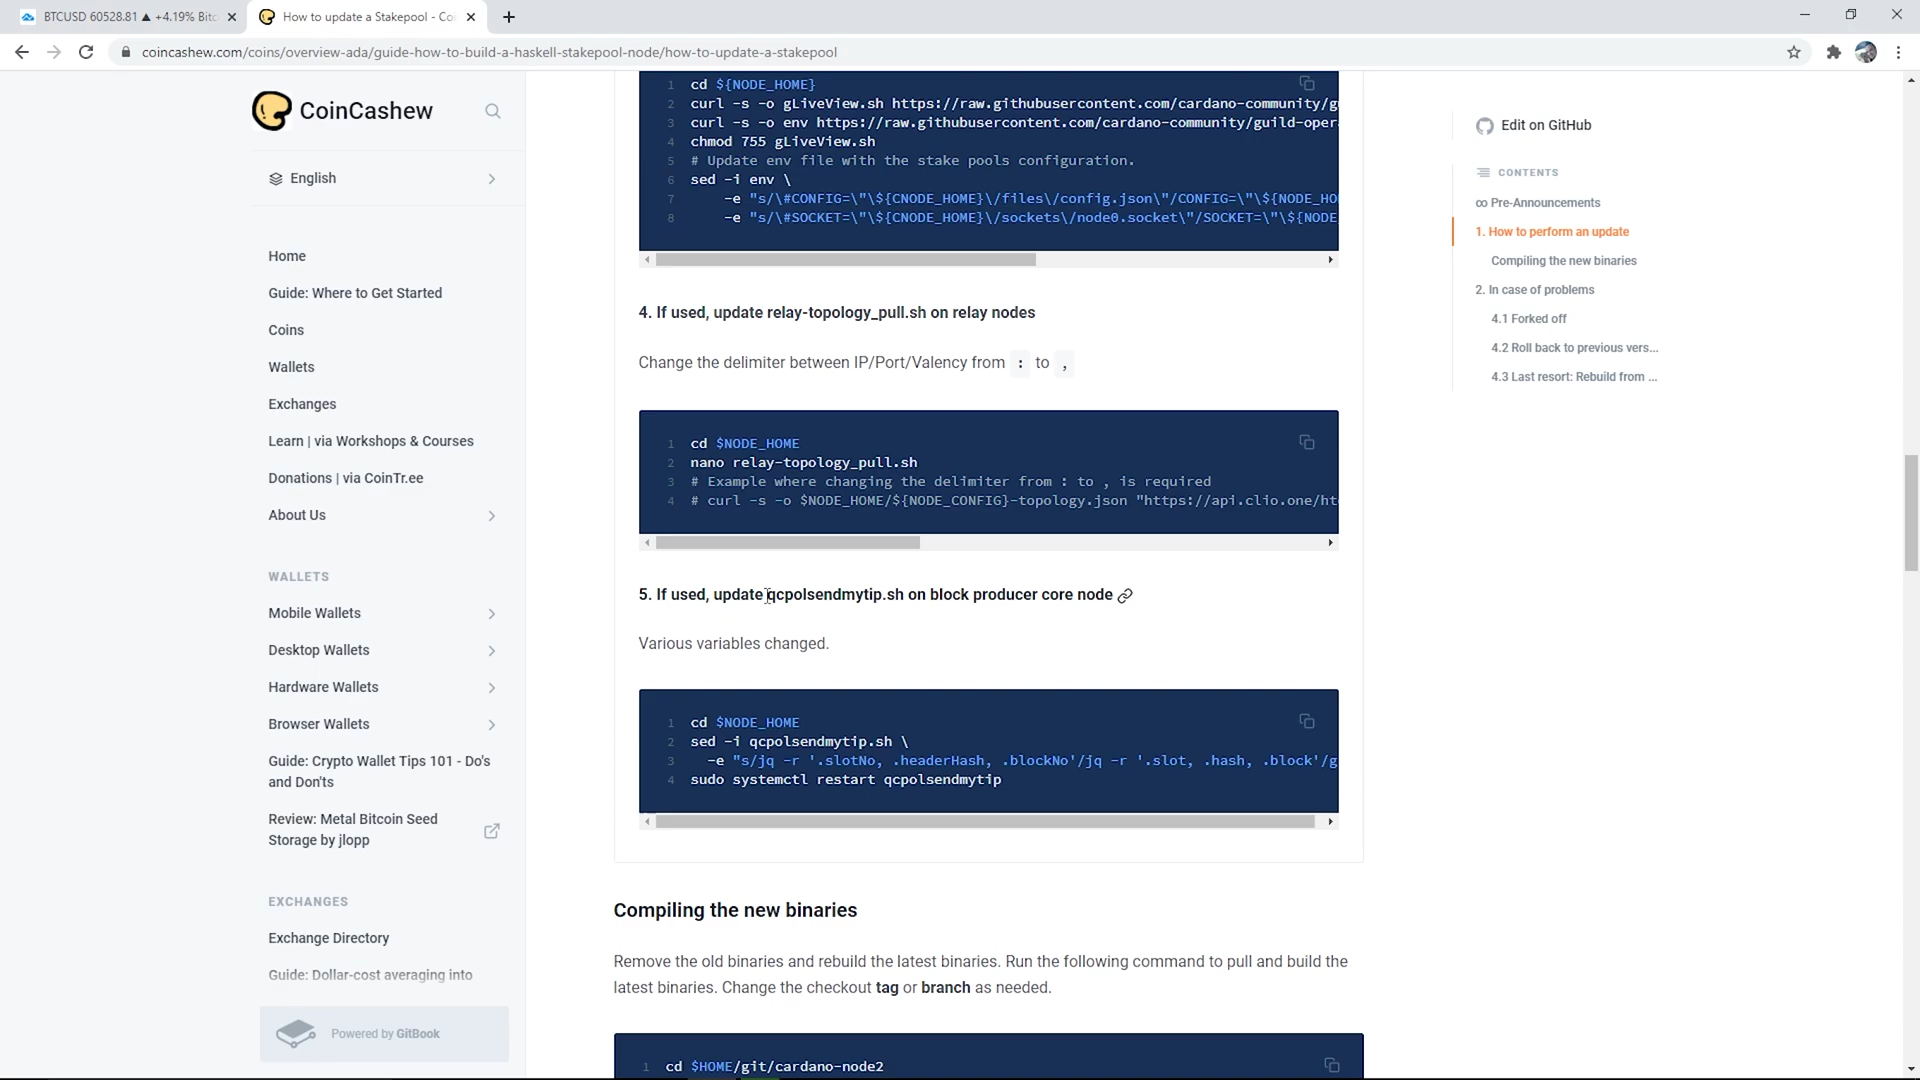 BTCUSD 60528.81 ▲ +4.19% Bitc
How to update a Stakepool - Co
coincashew.com/coins/overview-ada/guide-how-to-build-a-haskell-stakepool-node/how-to-update-a-stakepool
CoinCashew
English
Home
Guide: Where to Get Started
Coins
Wallets
Exchanges
Learn | via Workshops & Courses
Donations | via CoinTr.ee
About Us
WALLETS
Mobile Wallets
Desktop Wallets
Hardware Wallets
Browser Wallets
Guide: Crypto Wallet Tips 101 - Do's
and Don'ts
Review: Metal Bitcoin Seed
Storage by jlopp
EXCHANGES
Exchange Directory
Guide: Dollar-cost averaging into
Powered by GitBook
1 cd ${NODE_HOME}
2 curl -s -o gLiveView.sh https://raw.githubusercontent.com/cardano-community/g
3 curl -s -o env https://raw.githubusercontent.com/cardano-community/guild-oper
4 chmod 755 gLiveView.sh
5 # Update env file with the stake pools configuration.
6 sed -i env \
7 -e "s/\#CONFIG=\"\${CNODE_HOME}\/files\/config.json\"/CONFIG=\"\${NODE_HO
8 -e "s/\#SOCKET=\"\${CNODE_HOME}\/sockets\/node0.socket\"/SOCKET=\"\${NODE
4. If used, update relay-topology_pull.sh on relay nodes
Change the delimiter between IP/Port/Valency from : to ,
1 cd $NODE_HOME
2 nano relay-topology_pull.sh
3 # Example where changing the delimiter from : to , is required
4 # curl -s -o $NODE_HOME/${NODE_CONFIG}-topology.json "https://api.clio.one/ht
5. If used, update qcpolsendmytip.sh on block producer core node
Various variables changed.
1 cd $NODE_HOME
2 sed -i qcpolsendmytip.sh \
3 -e "s/jq -r '.slotNo, .headerHash, .blockNo'/jq -r '.slot, .hash, .block'/g
4 sudo systemctl restart qcpolsendmytip
Compiling the new binaries
Remove the old binaries and rebuild the latest binaries. Run the following command to pull and build the
latest binaries. Change the checkout tag or branch as needed.
1 cd $HOME/git/cardano-node2
Edit on GitHub
CONTENTS
∞ Pre-Announcements
1. How to perform an update
Compiling the new binaries
2. In case of problems
4.1 Forked off
4.2 Roll back to previous vers...
4.3 Last resort: Rebuild from ...